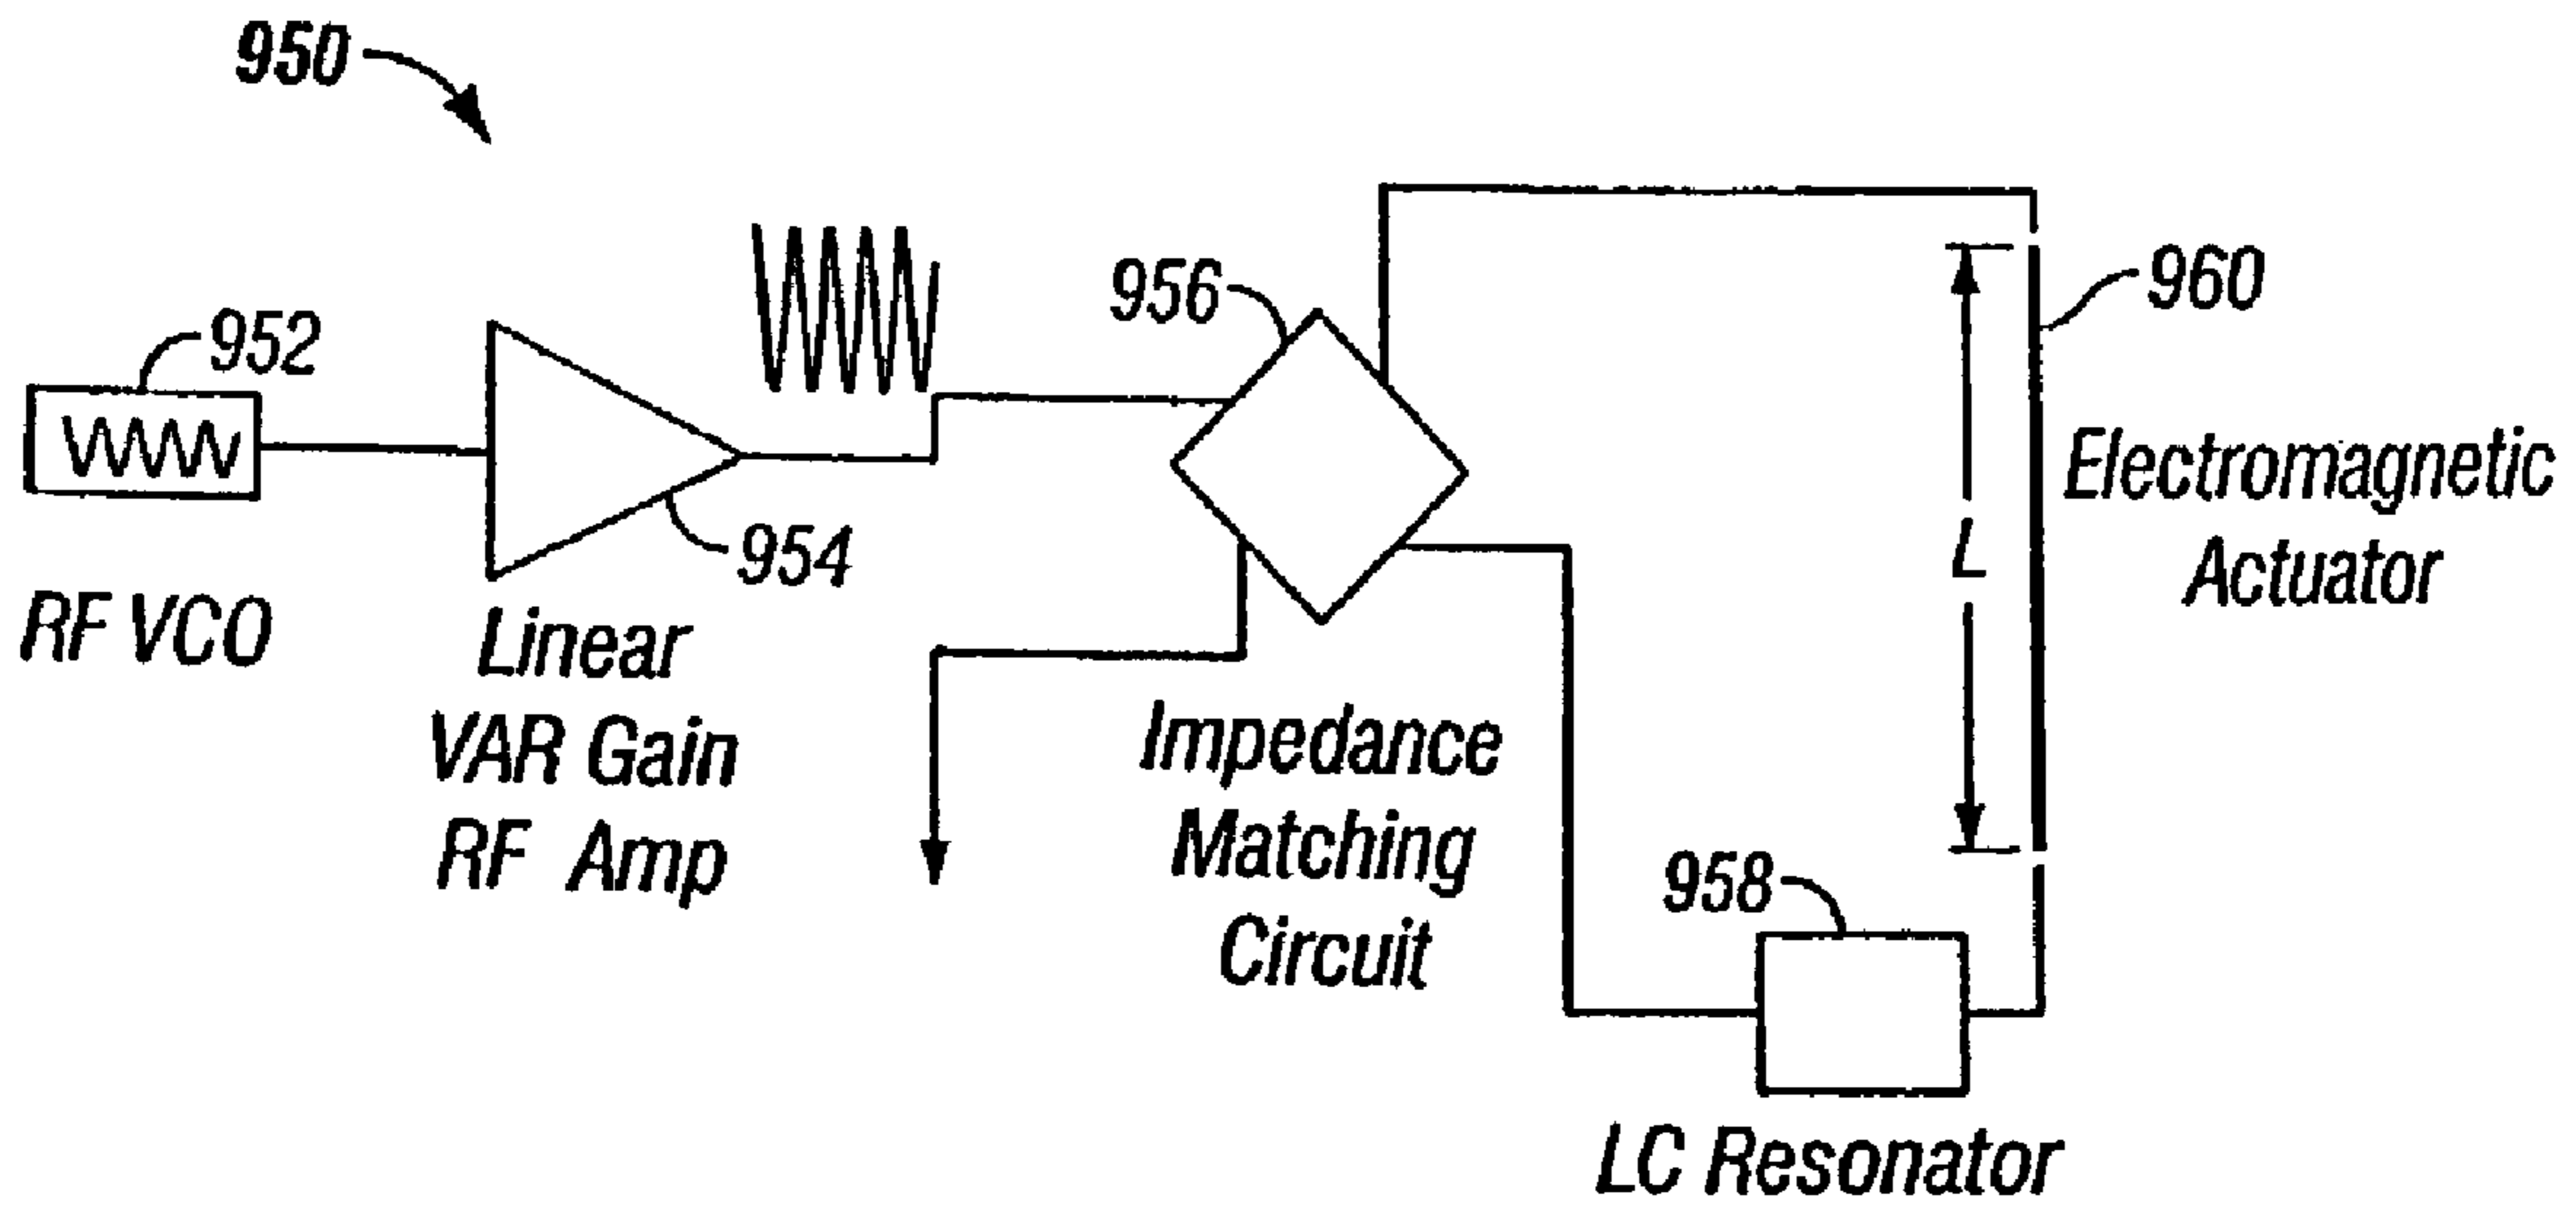 950
952
RF VCO
954
Linear
VAR Gain
RF Amp
956
Impedance
Matching
Circuit
960
L
Electromagnetic
Actuator
958
LC Resonator